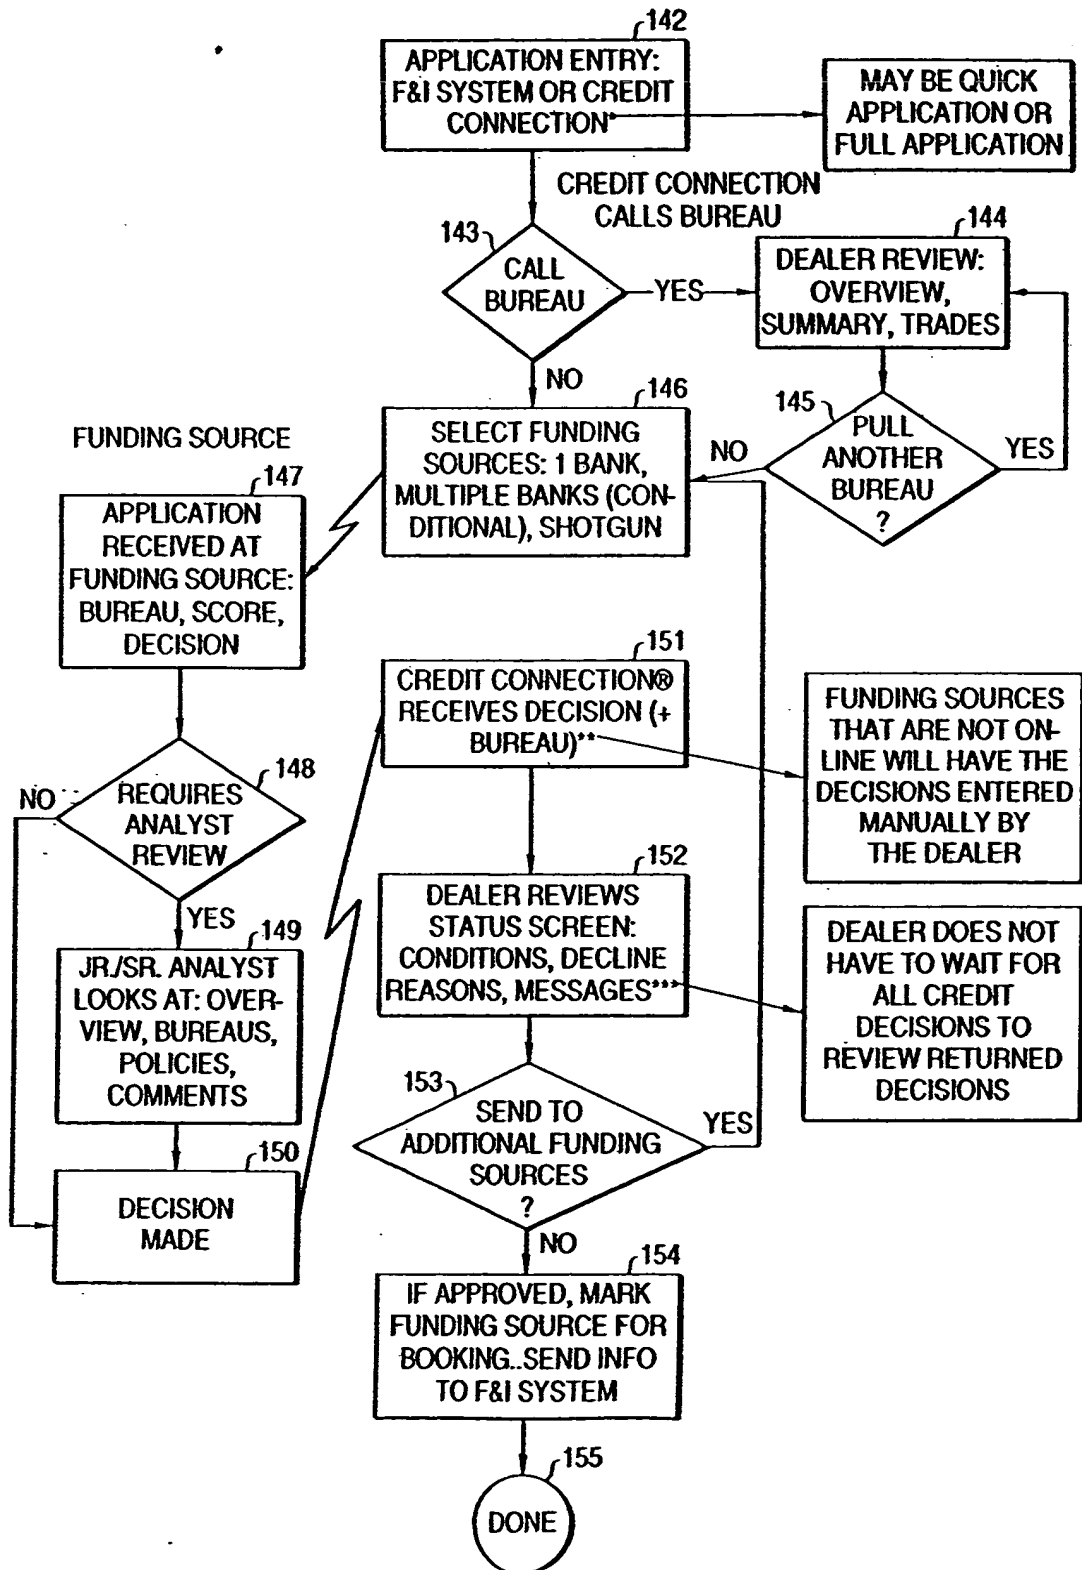 142
APPLICATION ENTRY:
F&I SYSTEM OR CREDIT
CONNECTION*
MAY BE QUICK
APPLICATION OR
FULL APPLICATION
CREDIT CONNECTION
CALLS BUREAU
143
CALL
BUREAU
YES
NO
144
DEALER REVIEW:
OVERVIEW,
SUMMARY, TRADES
145
PULL
ANOTHER
BUREAU
?
YES
NO
146
SELECT FUNDING
SOURCES: 1 BANK,
MULTIPLE BANKS (CON-
DITIONAL), SHOTGUN
FUNDING SOURCE
147
APPLICATION
RECEIVED AT
FUNDING SOURCE:
BUREAU, SCORE,
DECISION
148
REQUIRES
ANALYST
REVIEW
NO
YES
149
JR./SR. ANALYST
LOOKS AT: OVER-
VIEW, BUREAUS,
POLICIES,
COMMENTS
150
DECISION
MADE
151
CREDIT CONNECTION®
RECEIVES DECISION (+
BUREAU)**
FUNDING SOURCES
THAT ARE NOT ON-
LINE WILL HAVE THE
DECISIONS ENTERED
MANUALLY BY
THE DEALER
152
DEALER REVIEWS
STATUS SCREEN:
CONDITIONS, DECLINE
REASONS, MESSAGES***
DEALER DOES NOT
HAVE TO WAIT FOR
ALL CREDIT
DECISIONS TO
REVIEW RETURNED
DECISIONS
153
SEND TO
ADDITIONAL FUNDING
SOURCES
?
YES
NO
154
IF APPROVED, MARK
FUNDING SOURCE FOR
BOOKING..SEND INFO
TO F&I SYSTEM
155
DONE